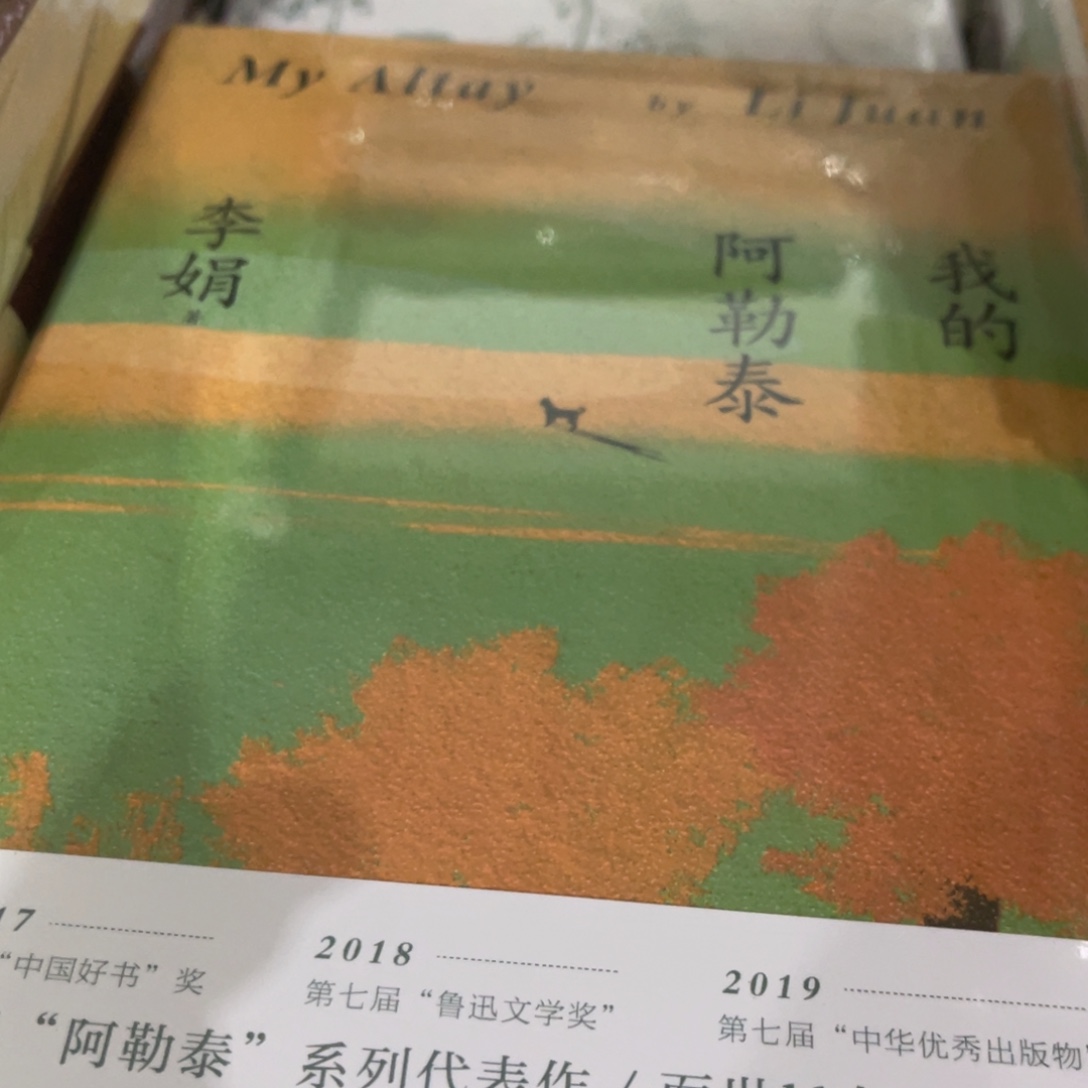 My Altay by Li Juan
我的
阿勒泰
李娟
著
17
“中国好书”奖
2018
第七届“鲁迅文学奖”
2019
第七届“中华优秀出版物
“阿勒泰”系列代表作/面世